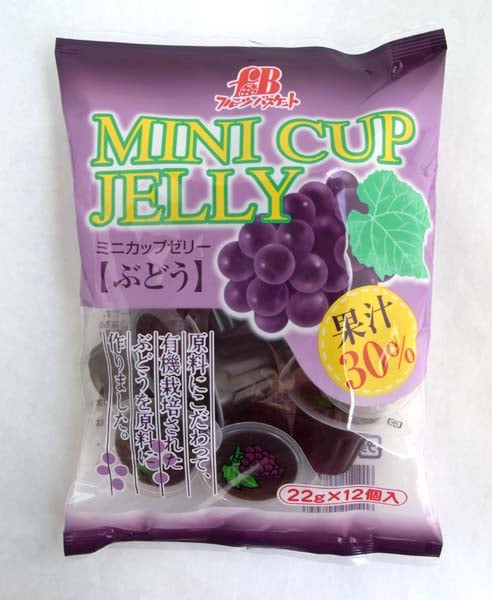 fB
フルーツバスケット
MINI CUP
JELLY
ミニカップゼリー
【ぶどう】
果汁
30%
原料にこだわって、
有機栽培された
ぶどうを原料に
作りました。
22g×12個入